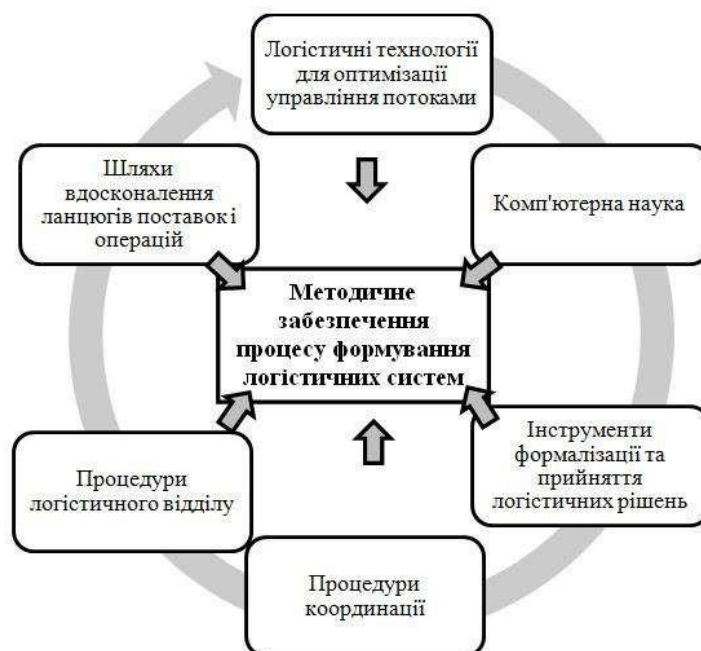 Логістичні технології
для оптимізації
управління потоками
Шляхи
вдосконалення
ланцюгів поставок і
операцій
Комп'ютерна наука
Методичне
забезпечення
процесу формування
логістичних систем
Інструменти
формалізації та
прийняття
логістичних рішень
Процедури
логістичного відділу
Процедури
координації